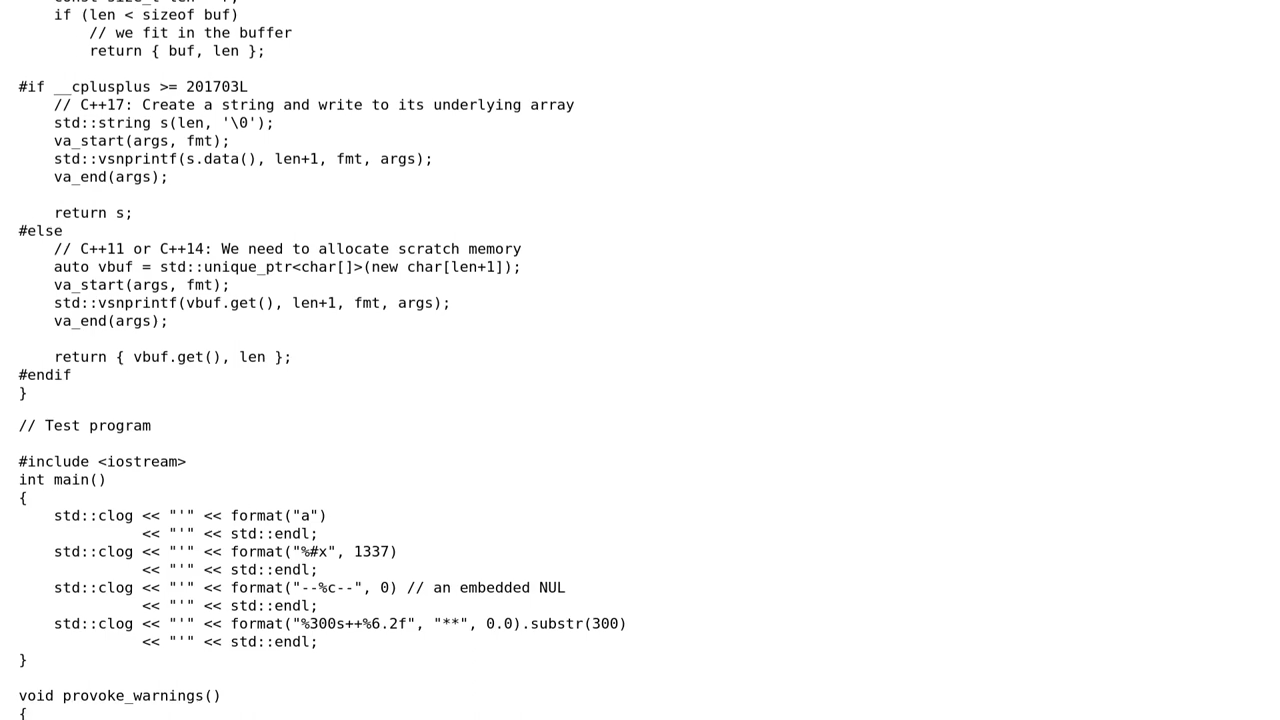 if (len < sizeof buf)
// we fit in the buffer
return { buf, len };
#if __cplusplus >= 201703L
// C++17: Create a string and write to its underlying array
std::string s(len, '\0');
va_start(args, fmt);
std::vsnprintf(s.data(), len+1, fmt, args);
va_end(args);
return s;
#else
// C++11 or C++14: We need to allocate scratch memory
auto vbuf = std::unique_ptr<char[]>(new char[len+1]);
va_start(args, fmt);
std::vsnprintf(vbuf.get(), len+1, fmt, args);
va_end(args);
return { vbuf.get(), len };
#endif
}
// Test program
#include <iostream>
int main()
{
std::clog << "'" << format("a")
<< "'" << std::endl;
std::clog << "'" << format("%#x", 1337)
<< "'" << std::endl;
std::clog << "'" << format("--%c--", 0) // an embedded NUL
<< "'" << std::endl;
std::clog << "'" << format("%300s++%6.2f", "**", 0.0).substr(300)
<< "'" << std::endl;
}
void provoke_warnings()
{